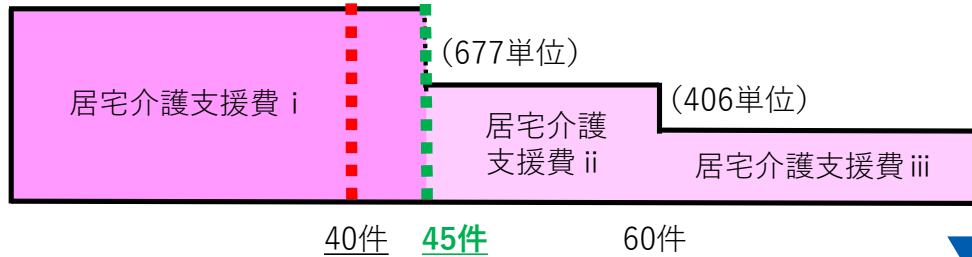 (677単位)
居宅介護支援費ⅰ
(406単位)
居宅介護
支援費ⅱ
居宅介護支援費ⅲ
40件 45件 60件